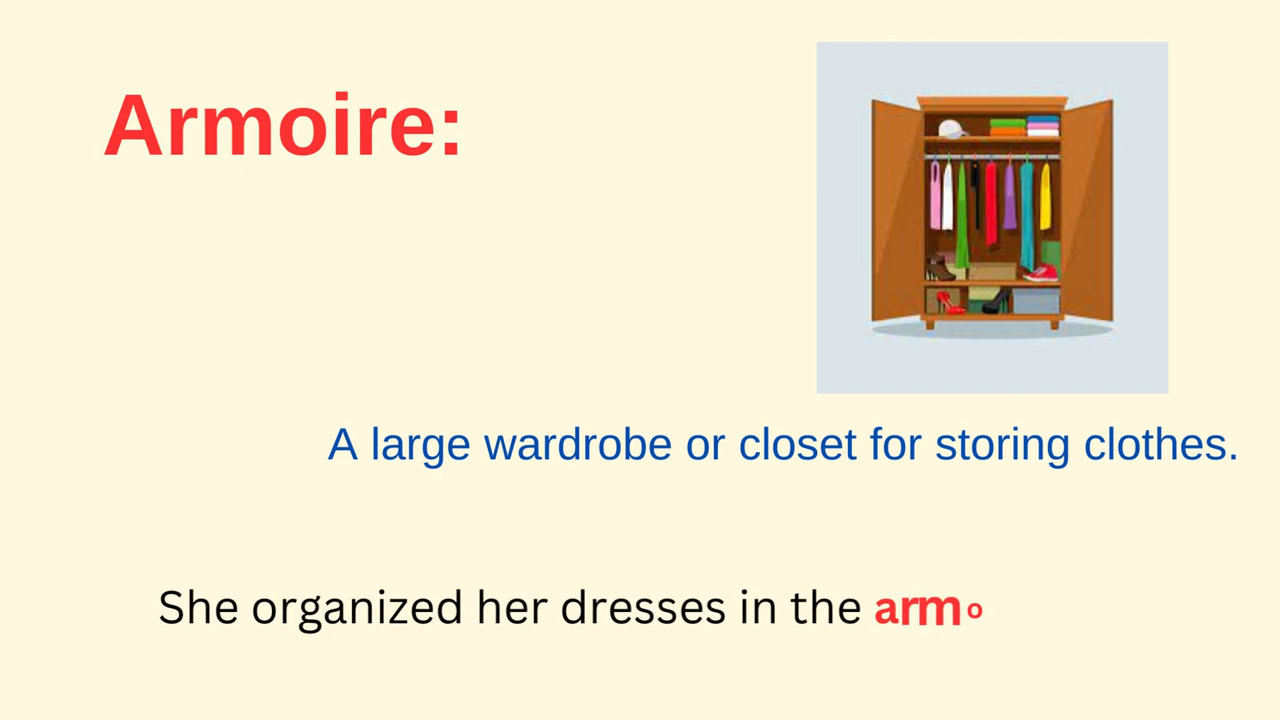 Armoire:
A large wardrobe or closet for storing clothes.
She organized her dresses in the armo